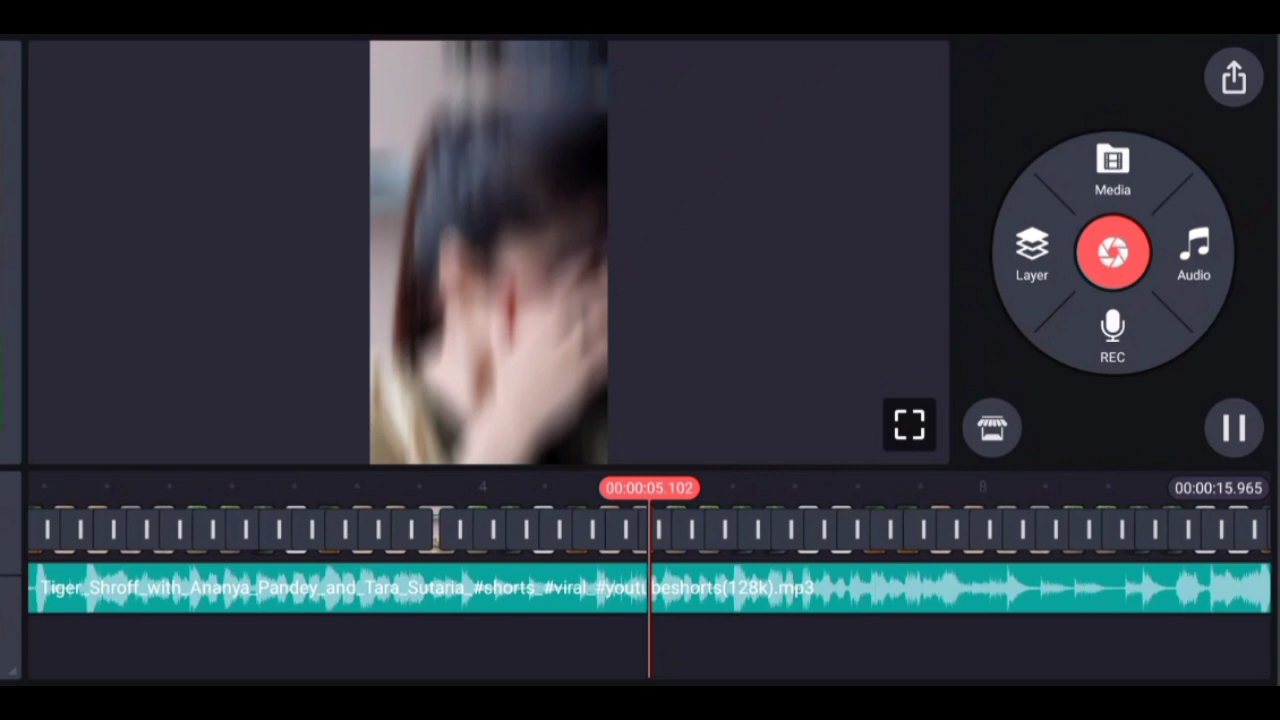 Media
Layer
Audio
REC
4
00:00:05.102
8
00:00:15.965
Tiger_Shroff_with_Ananya_Pandey_and_Tara_Sutaria_#shorts_#viral_#youtubeshorts(128k).mp3